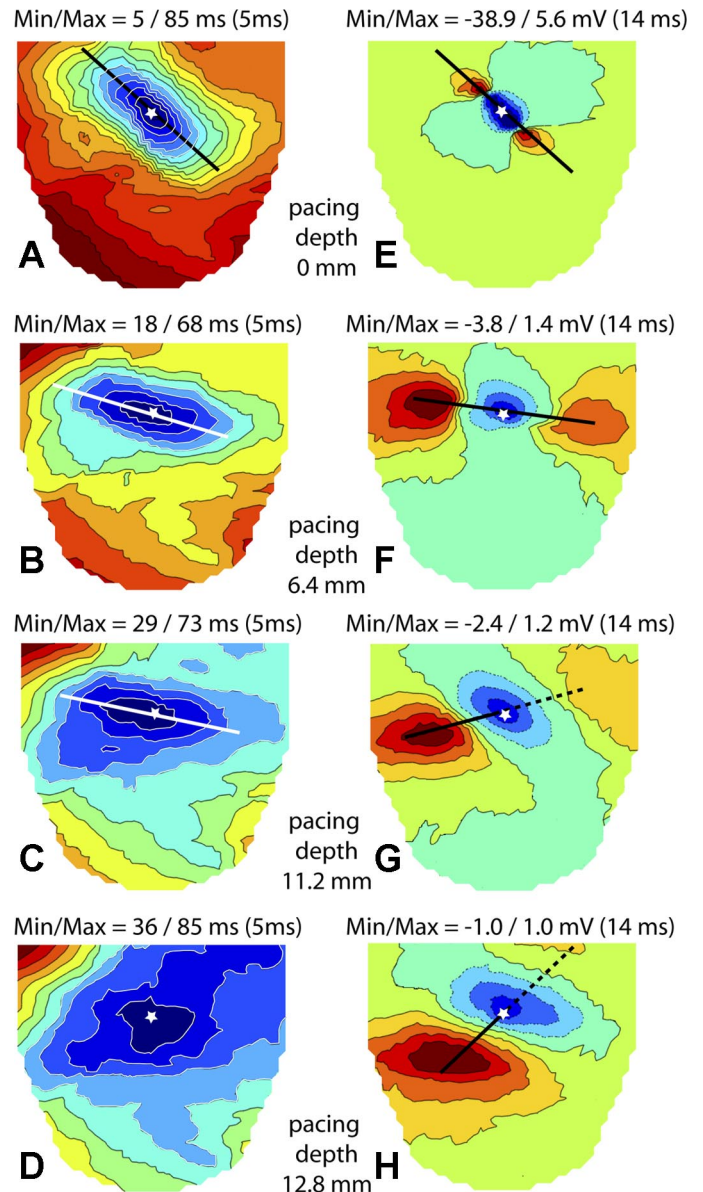 Min/Max = 5 / 85 ms (5ms)
Min/Max = -38.9 / 5.6 mV (14 ms)
pacing
depth
0 mm
A
E
Min/Max = 18 / 68 ms (5ms)
Min/Max = -3.8 / 1.4 mV (14 ms)
pacing
depth
6.4 mm
B
F
Min/Max = 29 / 73 ms (5ms)
Min/Max = -2.4 / 1.2 mV (14 ms)
pacing
depth
11.2 mm
C
G
Min/Max = 36 / 85 ms (5ms)
Min/Max = -1.0 / 1.0 mV (14 ms)
pacing
depth
12.8 mm
D
H